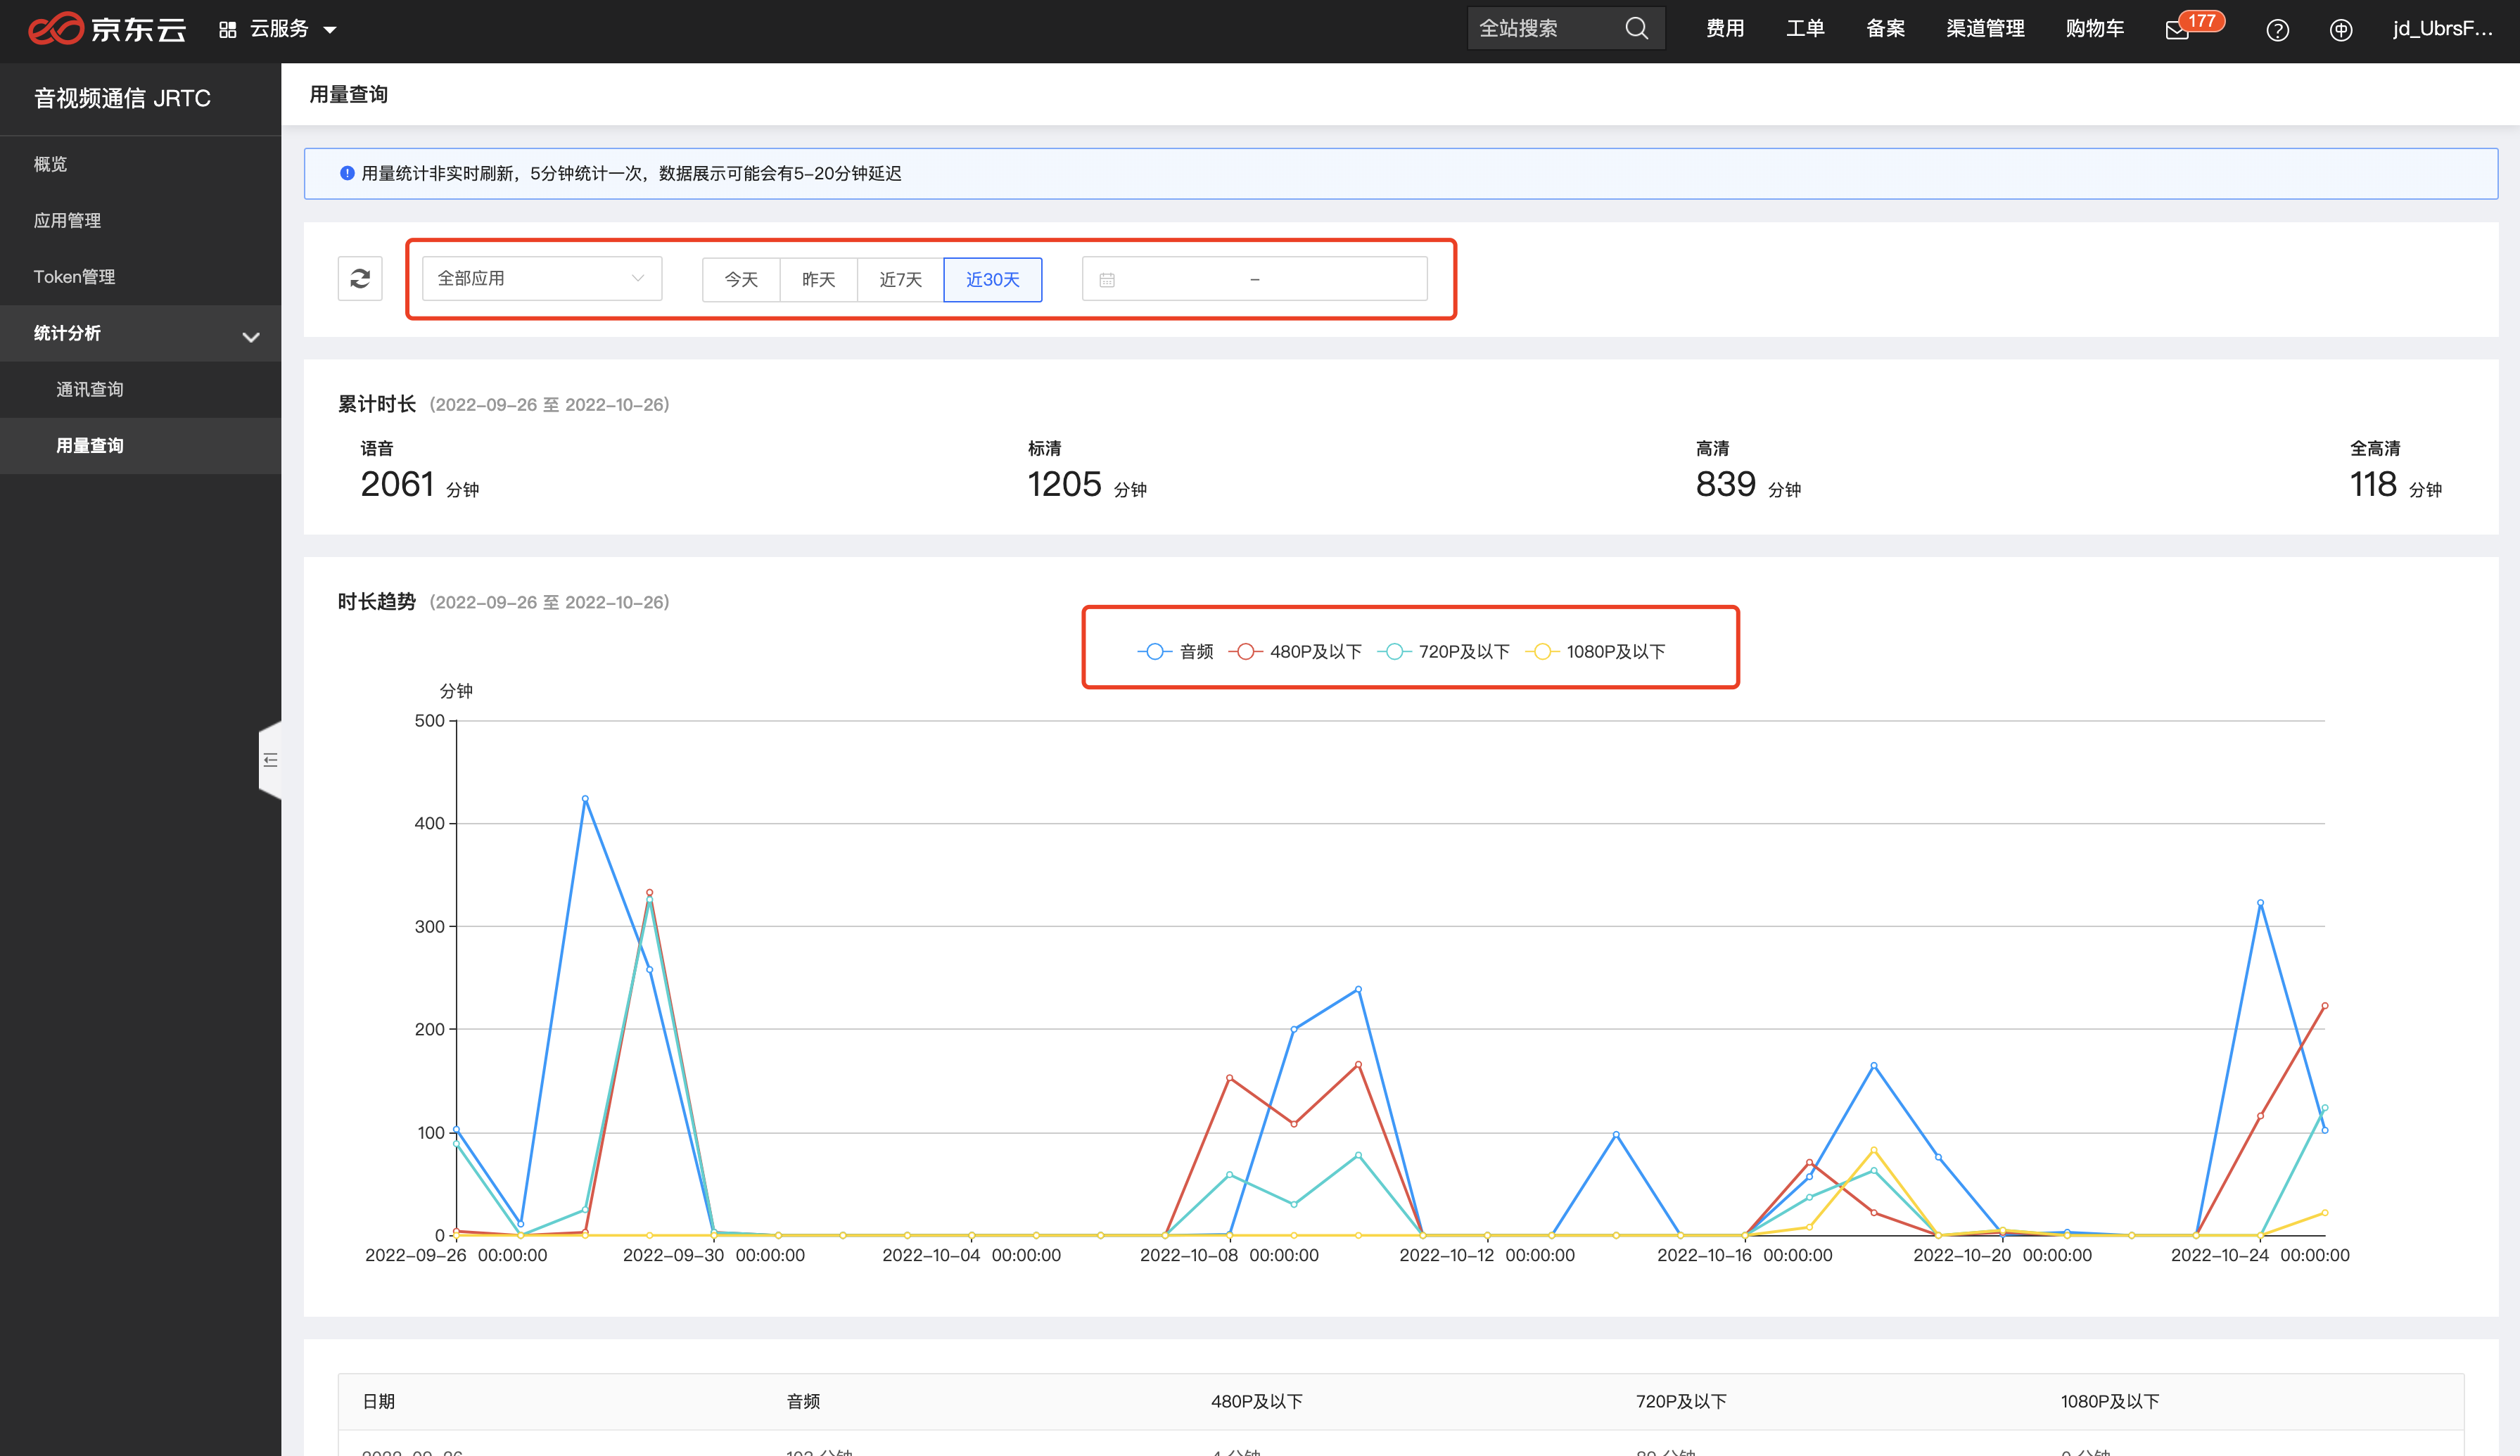 京东云 云服务 全站搜索 费用 工单 备案 渠道管理 购物车 177 jd_UbrsF...
音视频通信 JRTC
概览
应用管理
Token管理
统计分析
通讯查询
用量查询
用量查询
用量统计非实时刷新，5分钟统计一次，数据展示可能会有5-20分钟延迟
全部应用 今天 昨天 近7天 近30天 –
累计时长 (2022-09-26 至 2022-10-26)
语音 标清 高清 全高清
2061 分钟 1205 分钟 839 分钟 118 分钟
时长趋势 (2022-09-26 至 2022-10-26)
音频 480P及以下 720P及以下 1080P及以下
分钟
500
400
300
200
100
0
2022-09-26 00:00:00 2022-09-30 00:00:00 2022-10-04 00:00:00 2022-10-08 00:00:00 2022-10-12 00:00:00 2022-10-16 00:00:00 2022-10-20 00:00:00 2022-10-24 00:00:00
日期 音频 480P及以下 720P及以下 1080P及以下